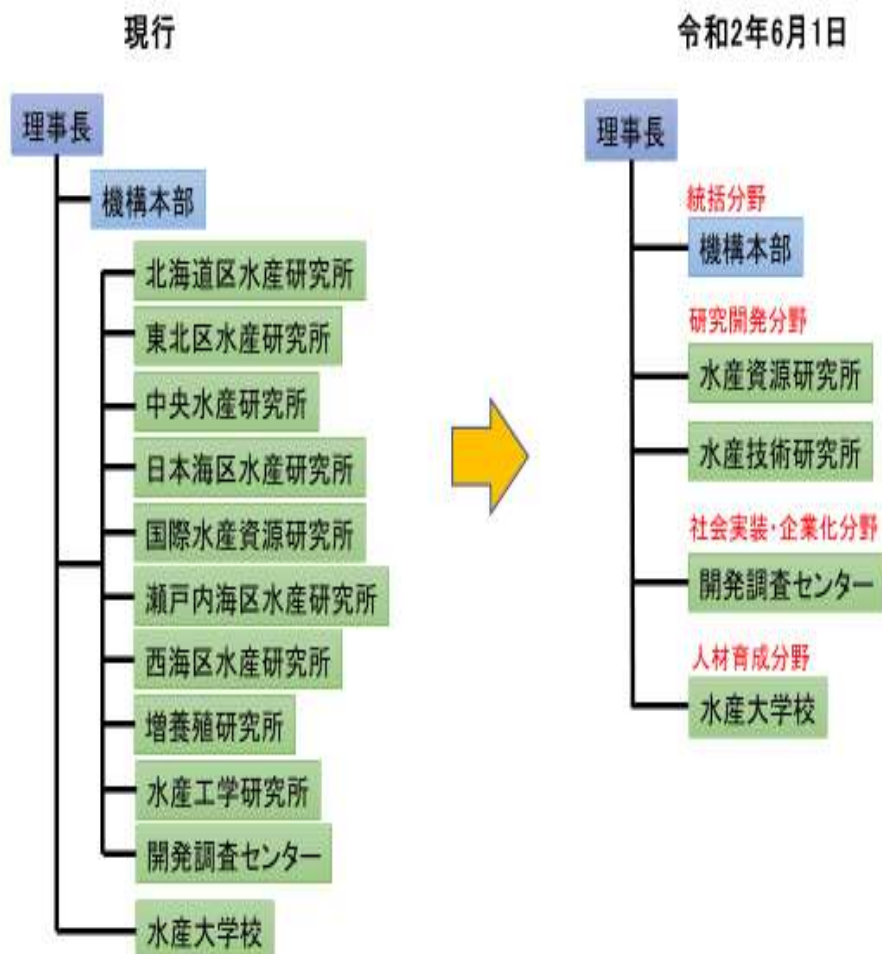 現行
理事長
機構本部
北海道区水産研究所
東北区水産研究所
中央水産研究所
日本海区水産研究所
国際水産資源研究所
瀬戸内海区水産研究所
西海区水産研究所
増養殖研究所
水産工学研究所
開発調査センター
水産大学校
令和2年6月1日
理事長
統括分野
機構本部
研究開発分野
水産資源研究所
水産技術研究所
社会実装・企業化分野
開発調査センター
人材育成分野
水産大学校